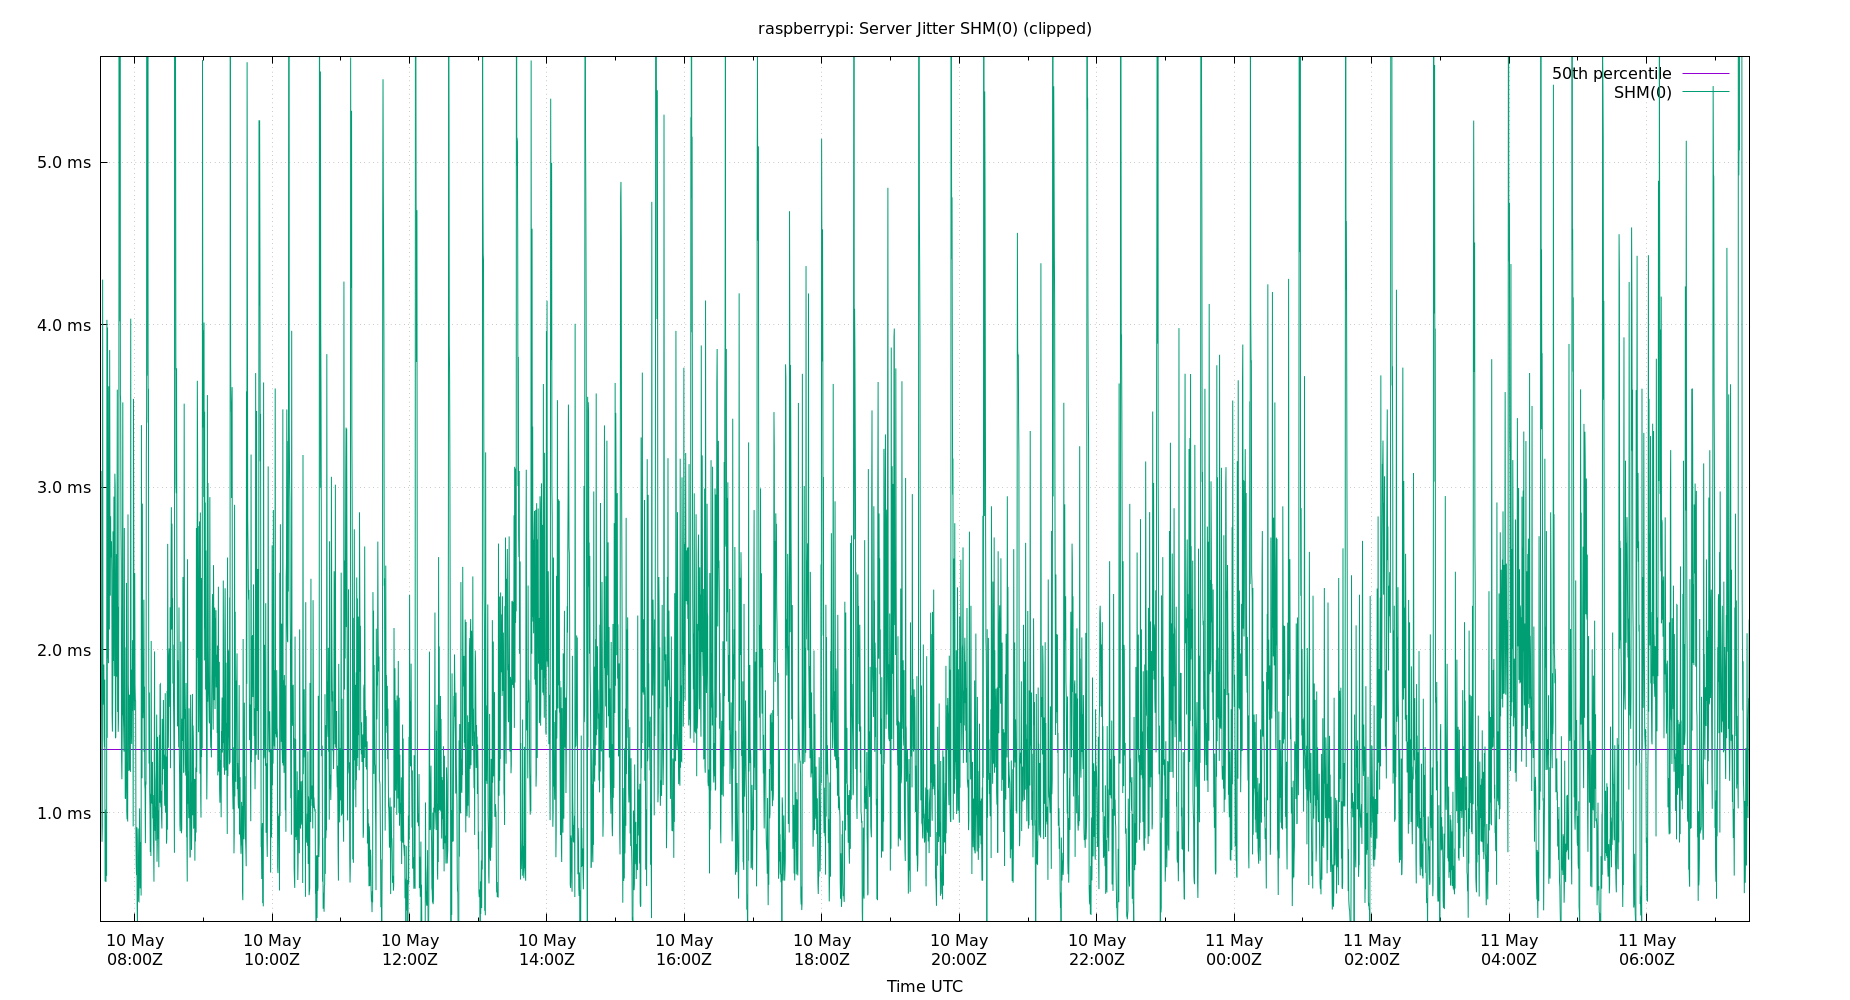 raspberrypi: Server Jitter SHM(0) (clipped)
50th percentile
SHM(0)
5.0 ms
4.0 ms
3.0 ms
2.0 ms
1.0 ms
10 May 10 May 10 May 10 May 10 May 10 May 10 May 10 May 11 May 11 May 11 May 11 May
08:00Z 10:00Z 12:00Z 14:00Z 16:00Z 18:00Z 20:00Z 22:00Z 00:00Z 02:00Z 04:00Z 06:00Z
Time UTC